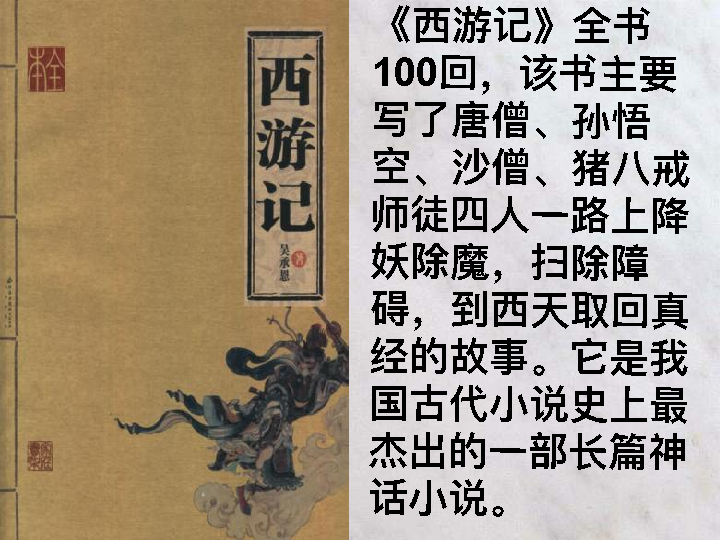 全本
西游记
吴承恩 著
《西游记》全书
100回，该书主要
写了唐僧、孙悟
空、沙僧、猪八戒
师徒四人一路上降
妖除魔，扫除障
碍，到西天取回真
经的故事。它是我
国古代小说史上最
杰出的一部长篇神
话小说。